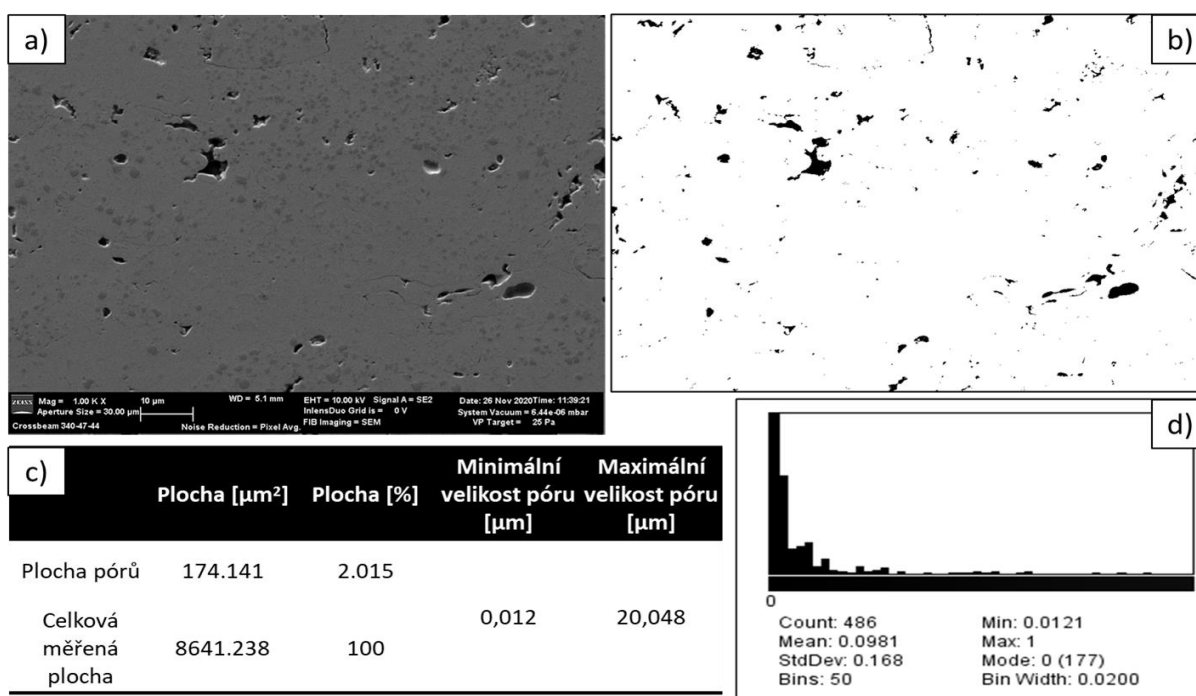 a)
b)
ZEISS
Mag = 1.00 K X
10 µm
WD = 5.1 mm
EHT = 10.00 kV Signal A = SE2
Date: 26 Nov 2020Time: 11:39:21
Aperture Size = 30.00 µm
InlensDuo Grid is = 0 V
System Vacuum = 6.44e-06 mbar
Crossbeam 340-47-44
Noise Reduction = Pixel Avg.
FIB Imaging = SEM
VP Target = 25 Pa
c)
Plocha [µm²]
Plocha [%]
Minimální
velikost póru
[µm]
Maximální
velikost póru
[µm]
Plocha pórů 174.141 2.015
Celková
měřená
plocha
8641.238 100
0,012 20,048
d)
0
Count: 486 Min: 0.0121
Mean: 0.0981 Max: 1
StdDev: 0.168 Mode: 0 (177)
Bins: 50 Bin Width: 0.0200